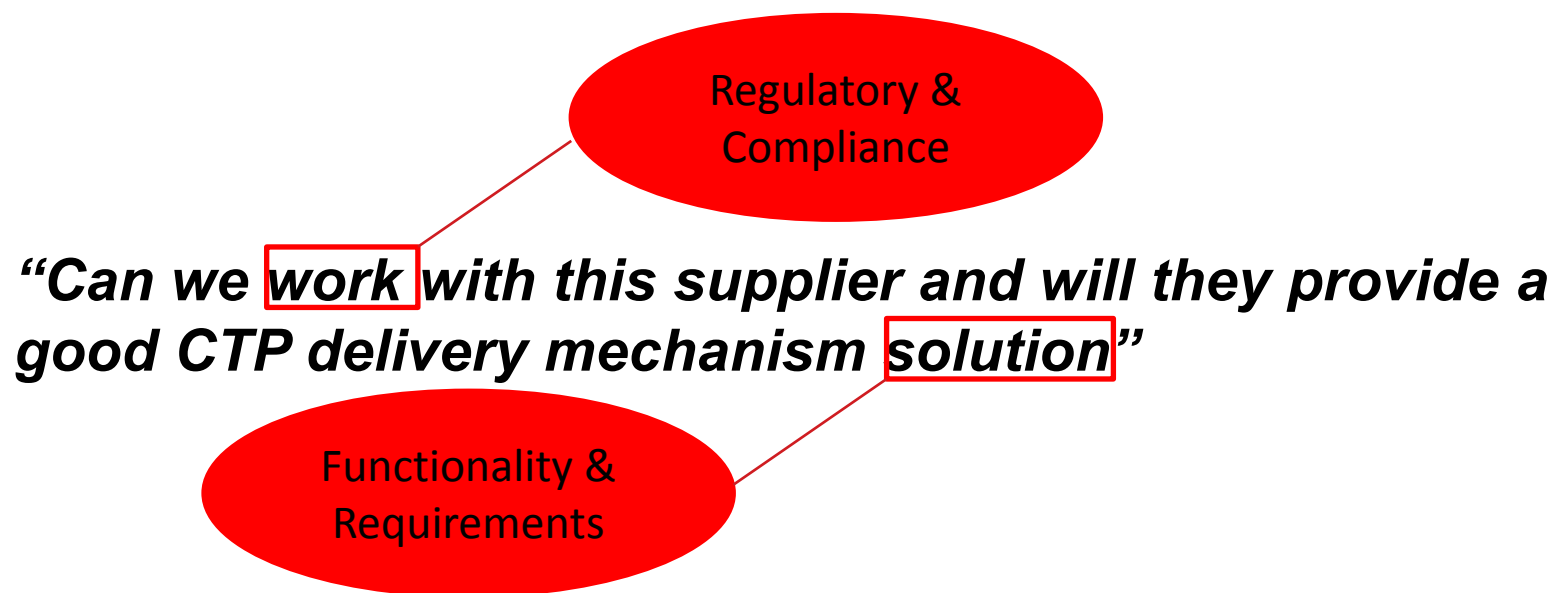 Regulatory &
Compliance
“Can we work with this supplier and will they provide a
good CTP delivery mechanism solution”
Functionality &
Requirements